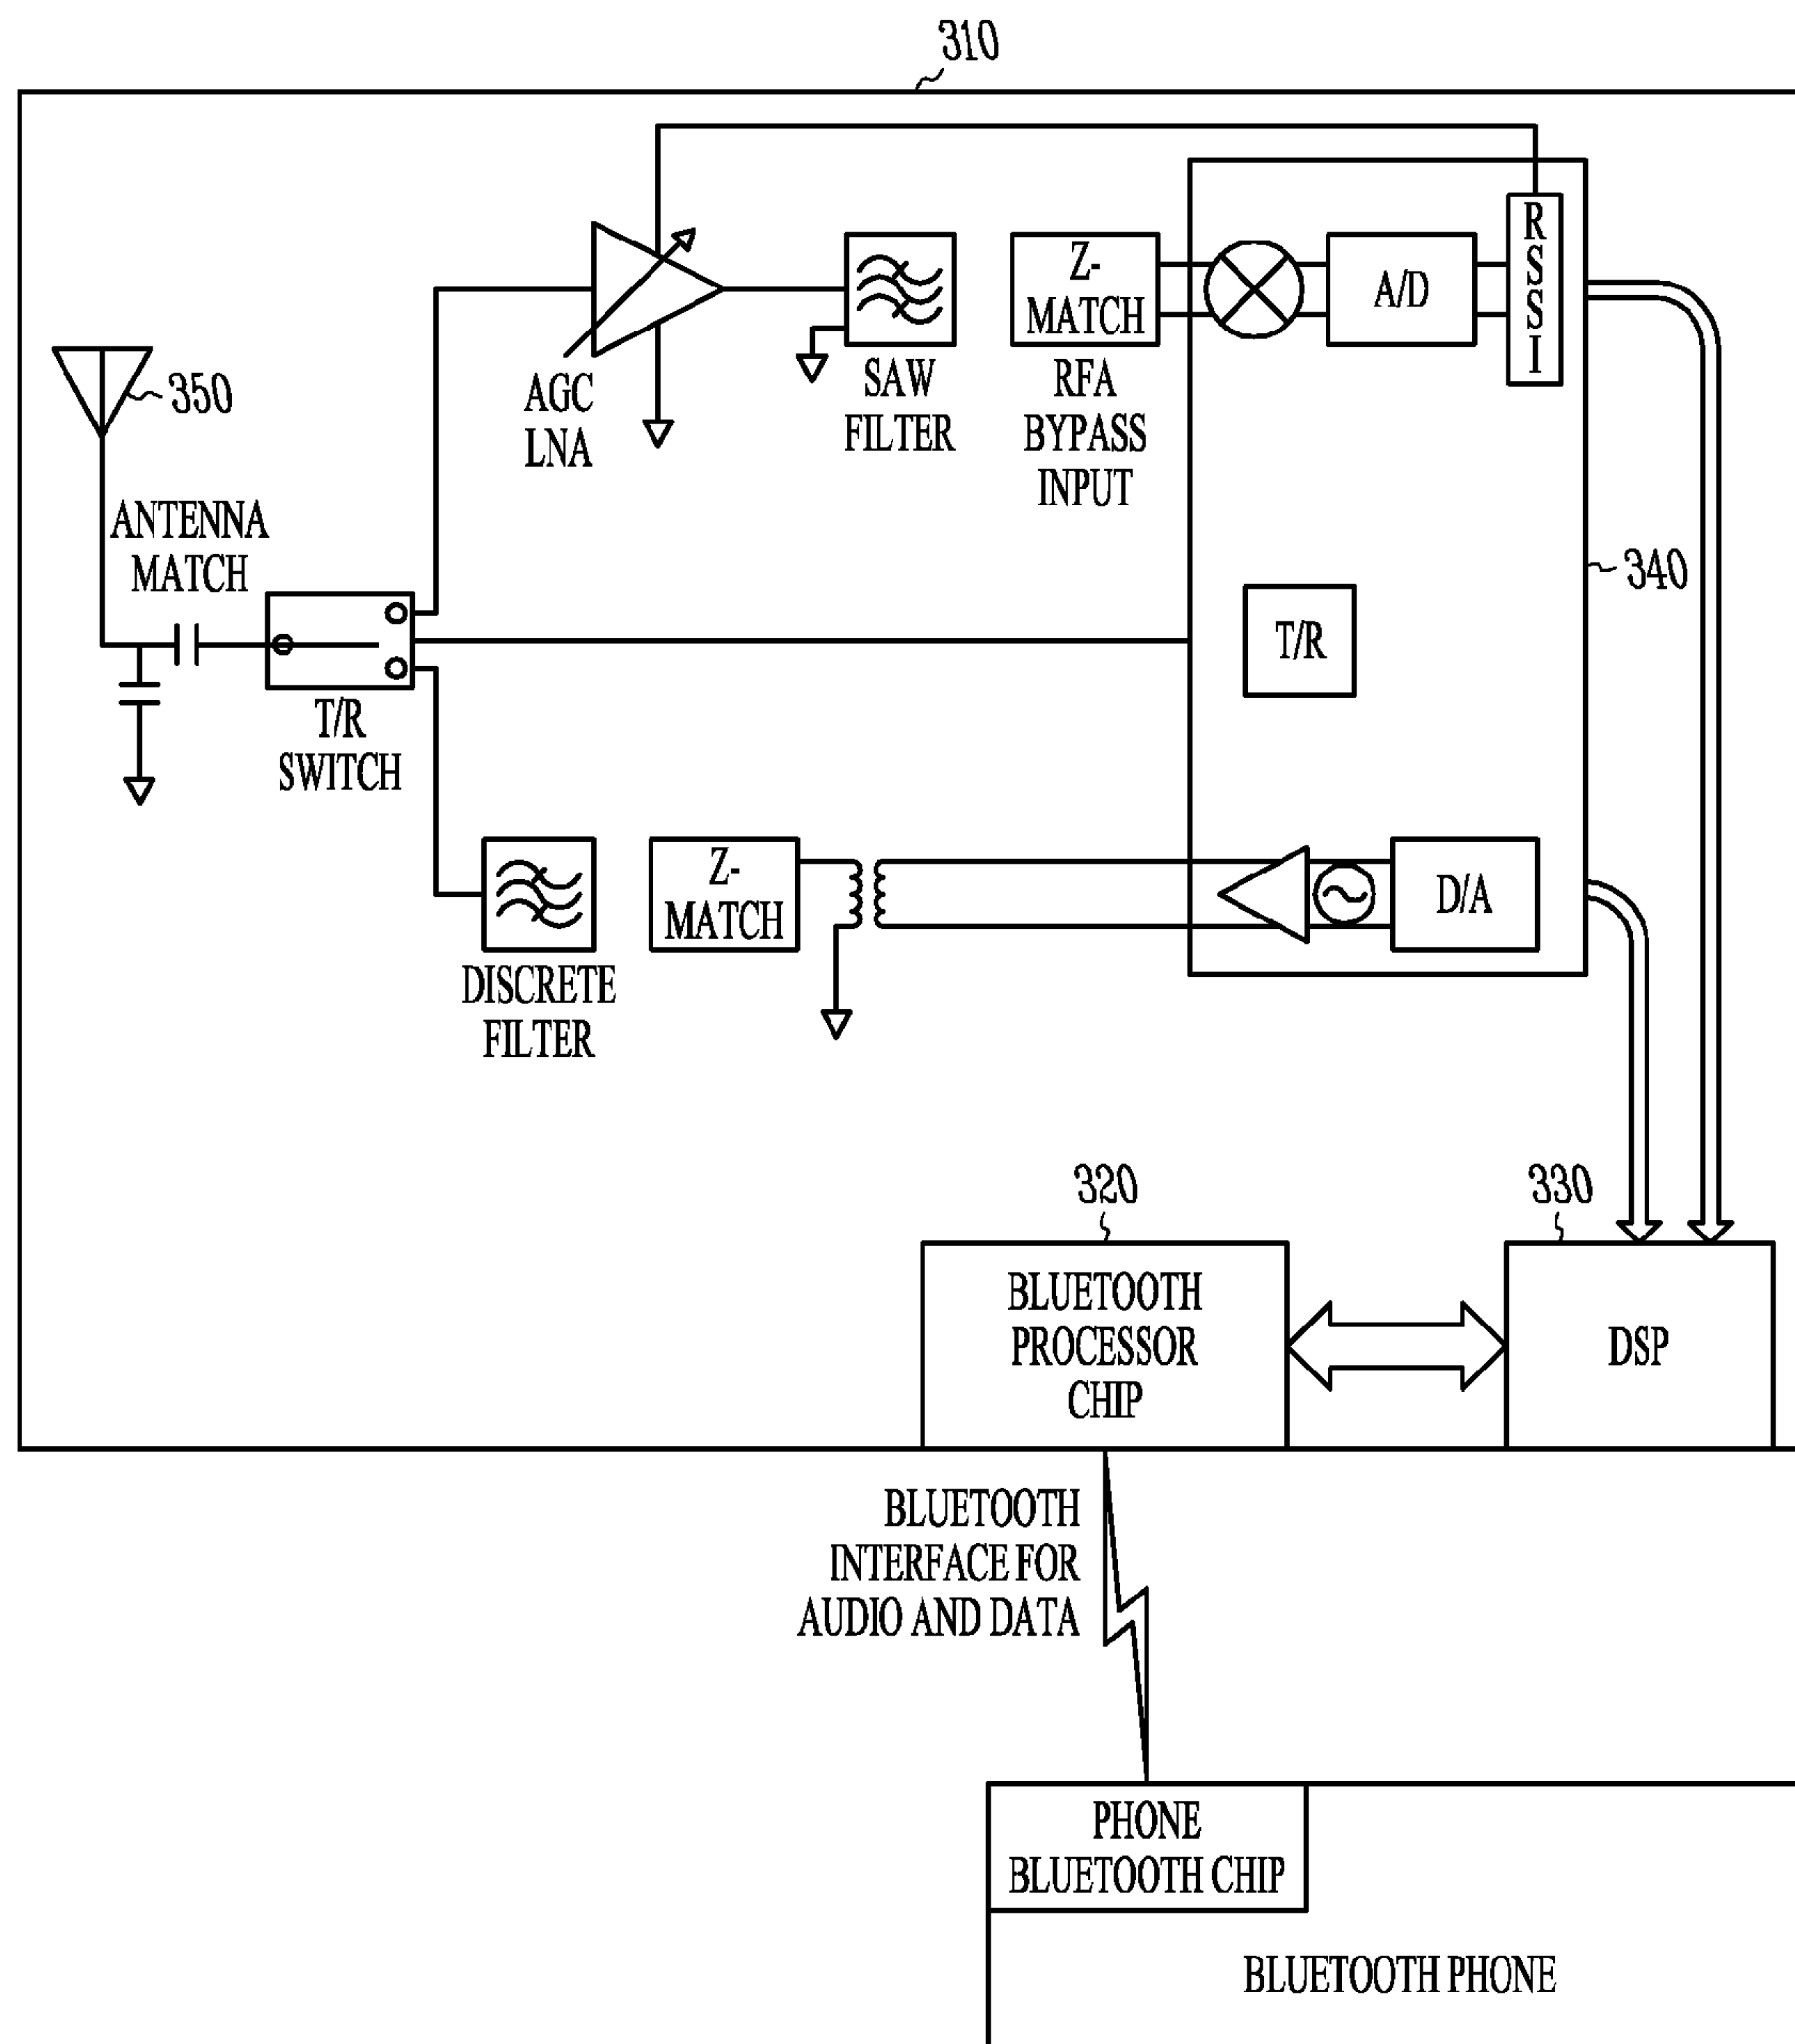 310
R
S
S
I
Z-
MATCH
A/D
350
AGC
LNA
SAW
FILTER
RFA
BYPASS
INPUT
ANTENNA
MATCH
340
T/R
T/R
SWITCH
Z-
MATCH
D/A
DISCRETE
FILTER
320
330
BLUETOOTH
PROCESSOR
CHIP
DSP
BLUETOOTH
INTERFACE FOR
AUDIO AND DATA
PHONE
BLUETOOTH CHIP
BLUETOOTH PHONE